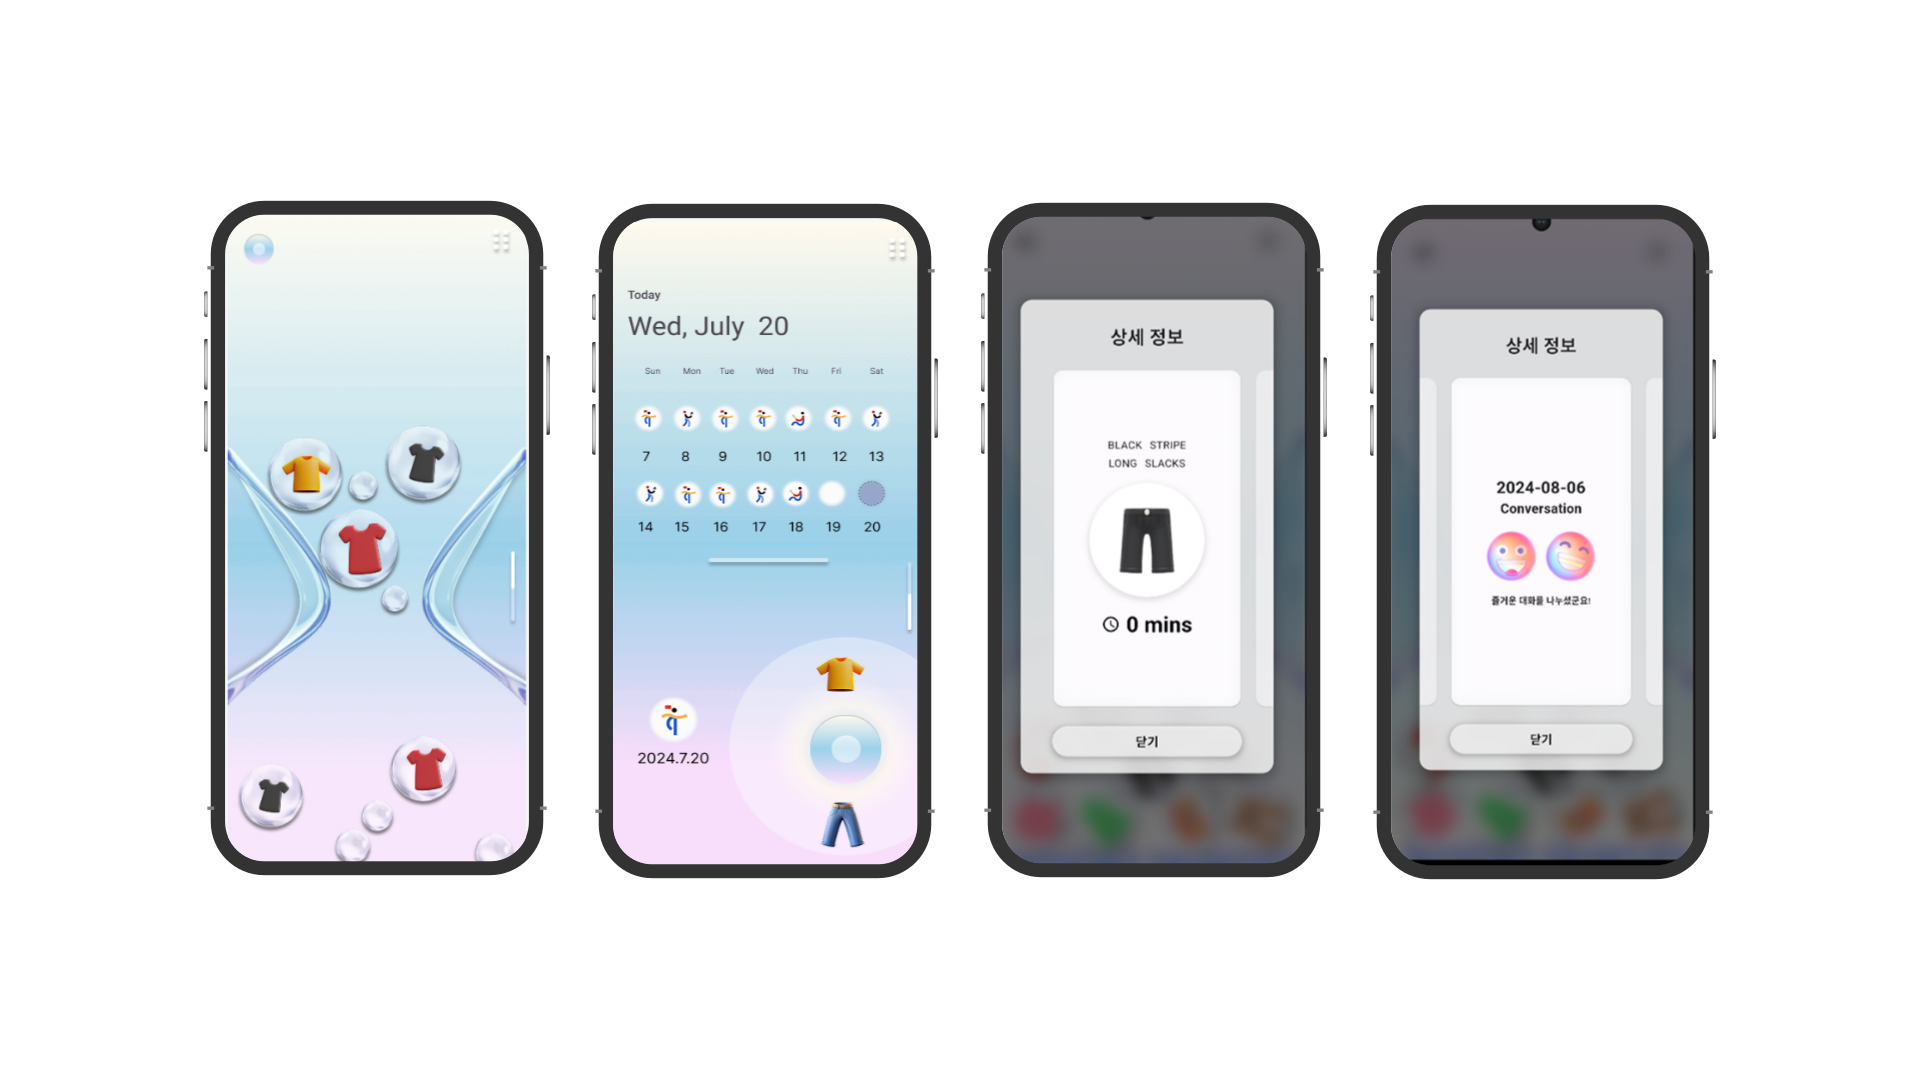 Today
Wed, July 20
Sun Mon Tue Wed Thu Fri Sat
7 8 9 10 11 12 13
14 15 16 17 18 19 20
2024.7.20
상세 정보
BLACK STRIPE
LONG SLACKS
0 mins
닫기
상세 정보
2024-08-06
Conversation
즐거운 대화를 나누셨군요!
닫기